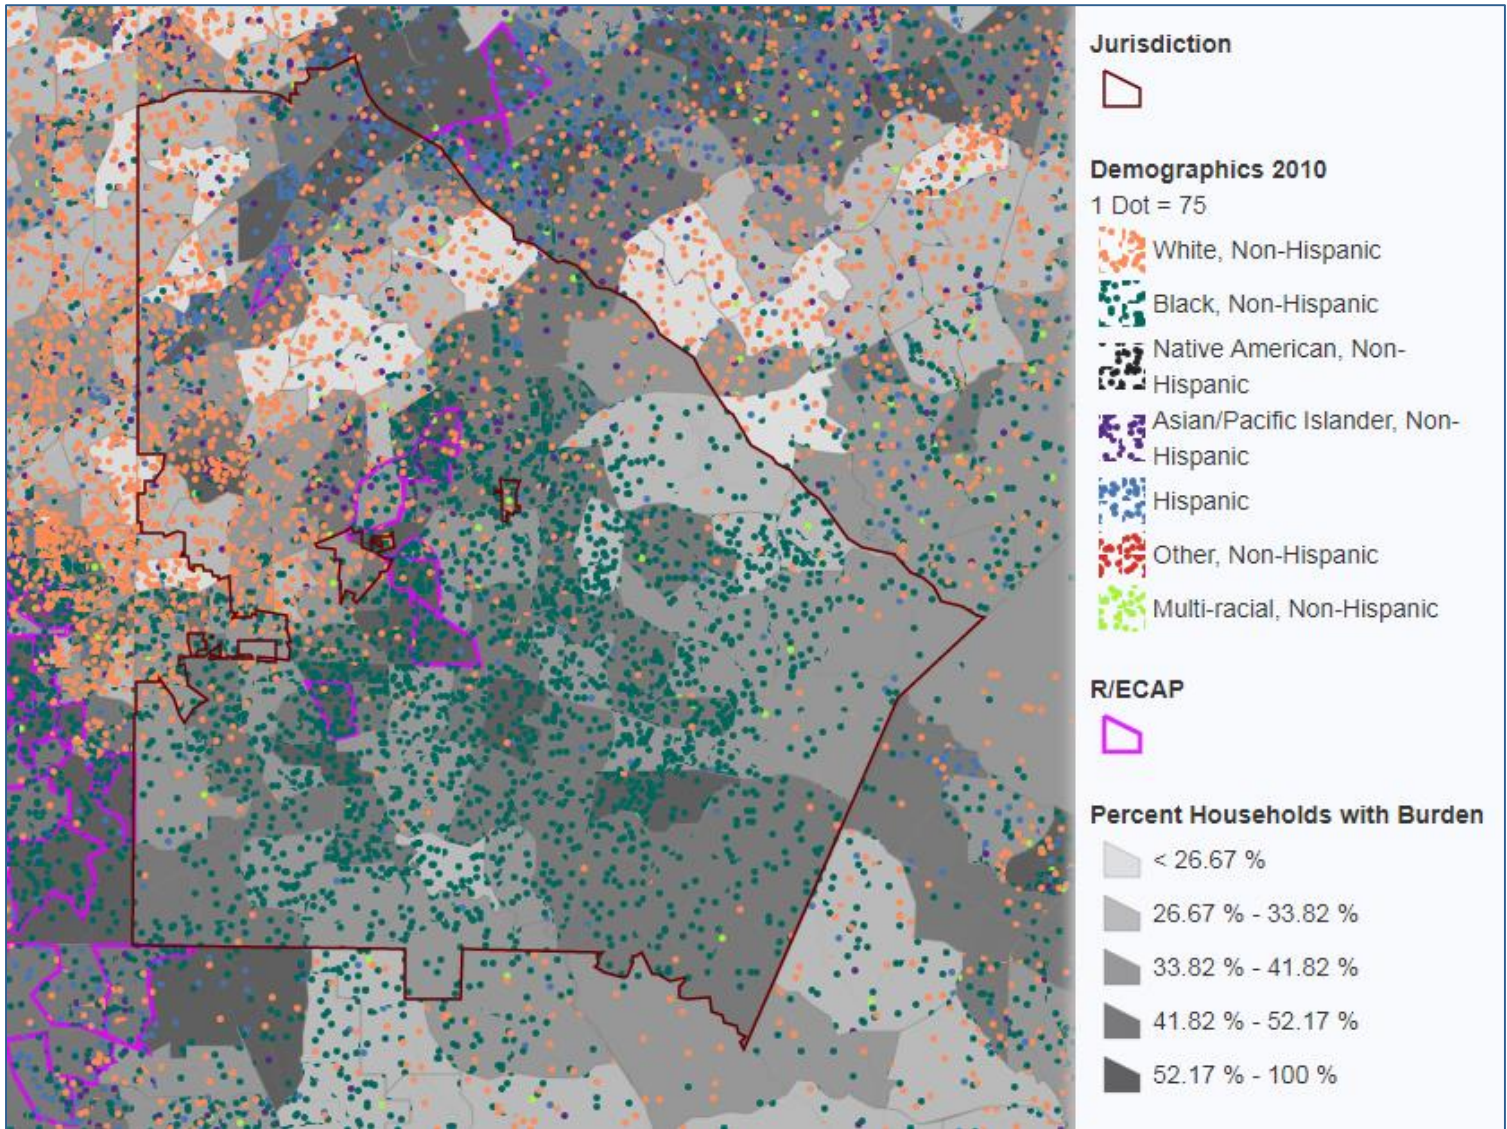 Jurisdiction
Demographics 2010
1 Dot = 75
White, Non-Hispanic
Black, Non-Hispanic
Native American, Non-
Hispanic
Asian/Pacific Islander, Non-
Hispanic
Hispanic
Other, Non-Hispanic
Multi-racial, Non-Hispanic
R/ECAP
Percent Households with Burden
< 26.67 %
26.67 % - 33.82 %
33.82 % - 41.82 %
41.82 % - 52.17 %
52.17 % - 100 %